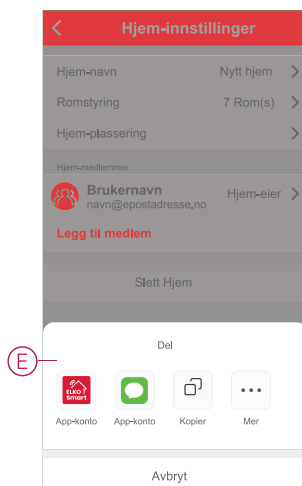 Hjem-innstillinger
Hjem-navn Nytt hjem
Romstyring 7 Rom(s)
Hjem-plassering
Hjem-medlemmer
Brukernavn Hjem-eier
navn@epostadresse,no
Legg til medlem
Slett Hjem
E
Del
ELKO
Smart
App-konto App-konto Kopier Mer
Avbryt